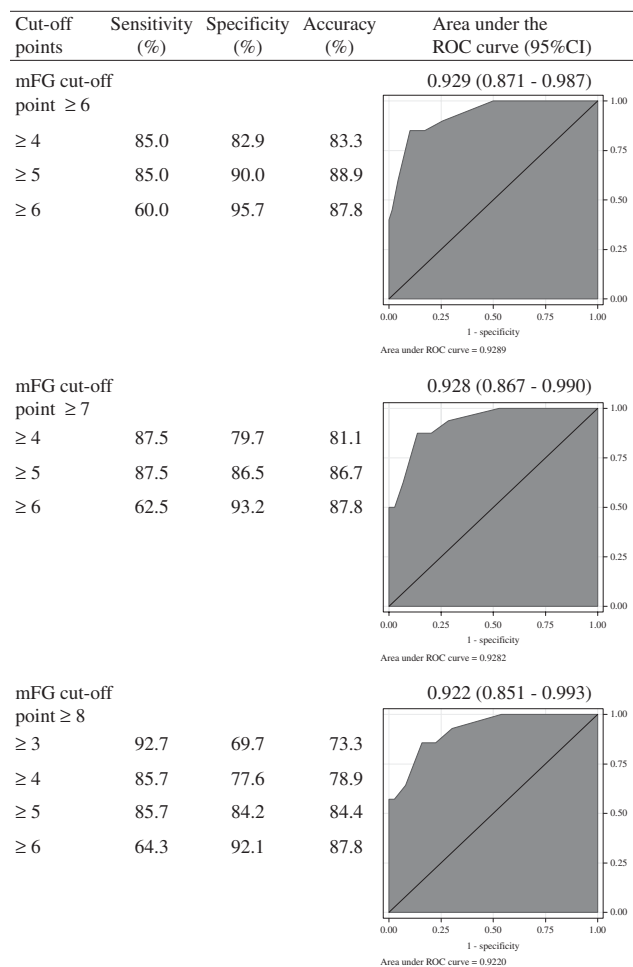 Cut-off Sensitivity Specificity Accuracy Area under the
points (%) (%) (%) ROC curve (95%CI)
mFG cut-off 0.929 (0.871 - 0.987)
point ≥ 6
≥ 4 85.0 82.9 83.3
≥ 5 85.0 90.0 88.9
≥ 6 60.0 95.7 87.8
1.00
0.75
0.50
0.25
0.00
0.00 0.25 0.50 0.75 1.00
1 - specificity
Area under ROC curve = 0.9289
mFG cut-off 0.928 (0.867 - 0.990)
point ≥ 7
≥ 4 87.5 79.7 81.1
≥ 5 87.5 86.5 86.7
≥ 6 62.5 93.2 87.8
1.00
0.75
0.50
0.25
0.00
0.00 0.25 0.50 0.75 1.00
1 - specificity
Area under ROC curve = 0.9282
mFG cut-off 0.922 (0.851 - 0.993)
point ≥ 8
≥ 3 92.7 69.7 73.3
≥ 4 85.7 77.6 78.9
≥ 5 85.7 84.2 84.4
≥ 6 64.3 92.1 87.8
1.00
0.75
0.50
0.25
0.00
0.00 0.25 0.50 0.75 1.00
1 - specificity
Area under ROC curve = 0.9220